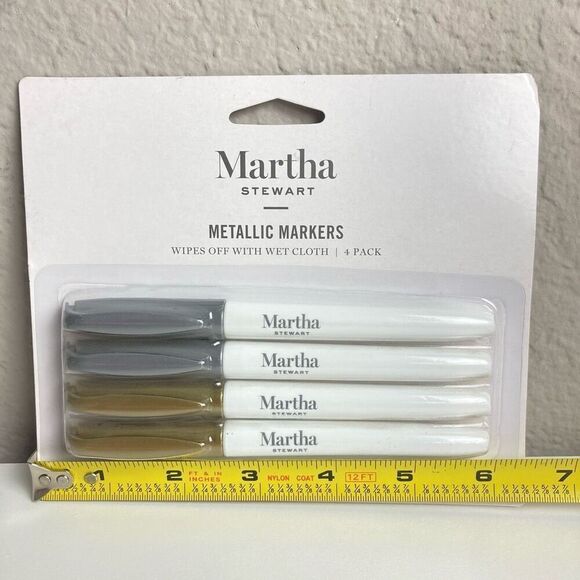 Martha
STEWART
METALLIC MARKERS
WIPES OFF WITH WET CLOTH | 4 PACK
Martha
STEWART
Martha
STEWART
Martha
STEWART
Martha
STEWART
1 2 FT & IN INCHES 3 NYLON COAT 4 12FT 5 6 7